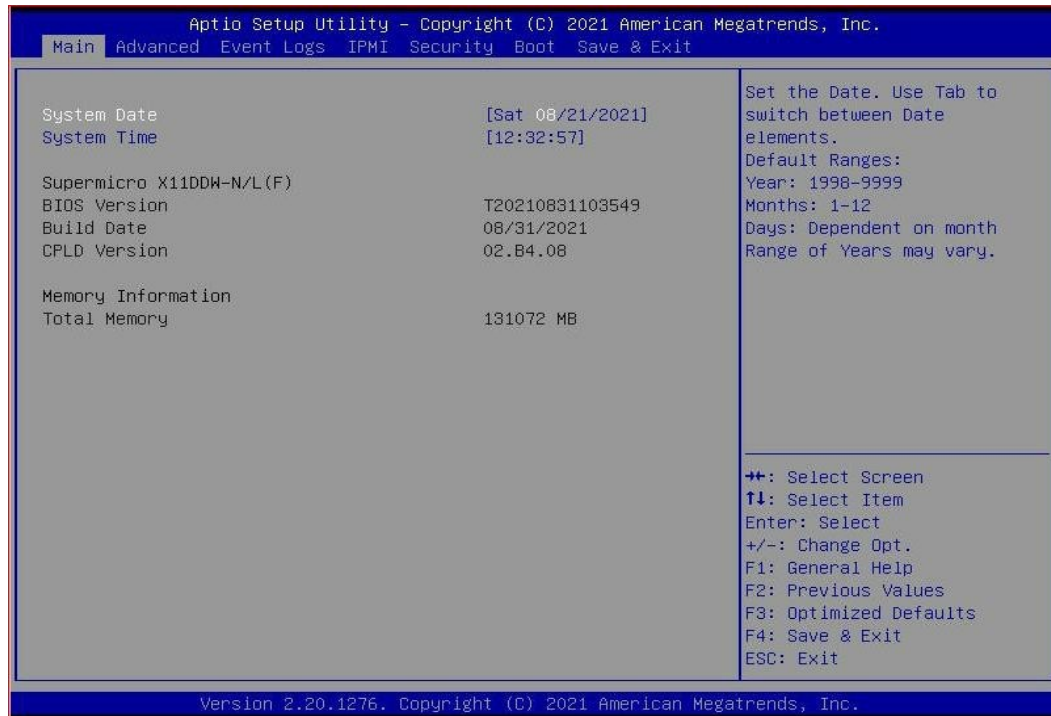 Aptio Setup Utility – Copyright (C) 2021 American Megatrends, Inc.
Main Advanced Event Logs IPMI Security Boot Save & Exit
System Date [Sat 08/21/2021]
System Time [12:32:57]
Supermicro X11DDW-N/L(F)
BIOS Version T20210831103549
Build Date 08/31/2021
CPLD Version 02.B4.08
Memory Information
Total Memory 131072 MB
Set the Date. Use Tab to
switch between Date
elements.
Default Ranges:
Year: 1998-9999
Months: 1-12
Days: Dependent on month
Range of Years may vary.
→←: Select Screen
↑↓: Select Item
Enter: Select
+/-: Change Opt.
F1: General Help
F2: Previous Values
F3: Optimized Defaults
F4: Save & Exit
ESC: Exit
Version 2.20.1276. Copyright (C) 2021 American Megatrends, Inc.